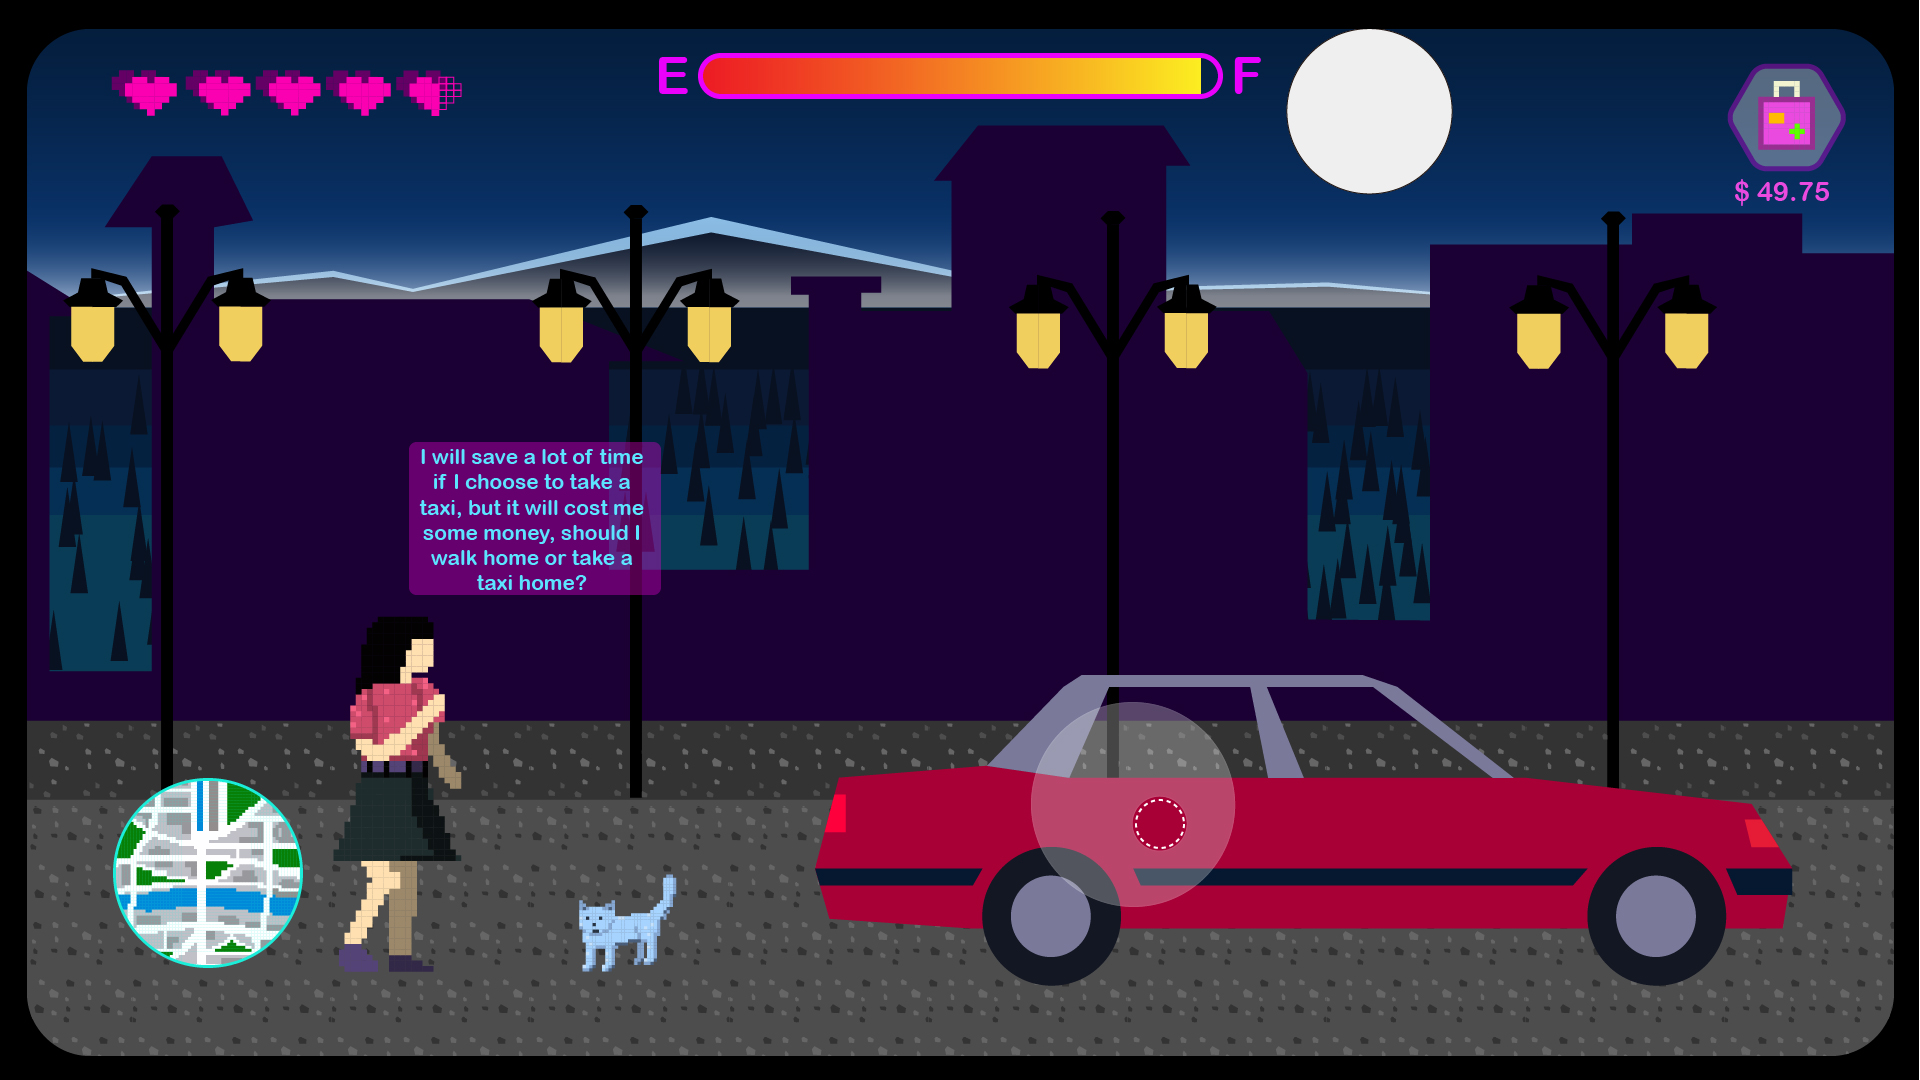 E F
$ 49.75
I will save a lot of time
if I choose to take a
taxi, but it will cost me
some money, should I
walk home or take a
taxi home?